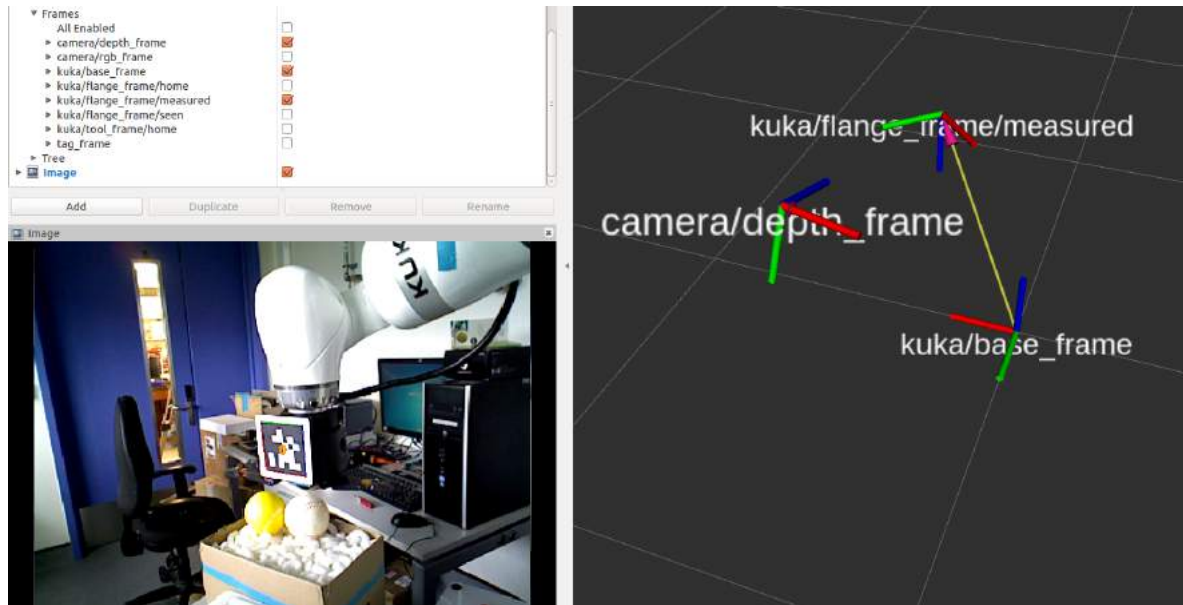 Frames
All Enabled
camera/depth_frame
camera/rgb_frame
kuka/base_frame
kuka/flange_frame/home
kuka/flange_frame/measured
kuka/flange_frame/seen
kuka/tool_frame/home
tag_frame
Tree
Image
Add Duplicate Remove Rename
Image
KUKA
kuka/flange_frame/measured
camera/depth_frame
kuka/base_frame